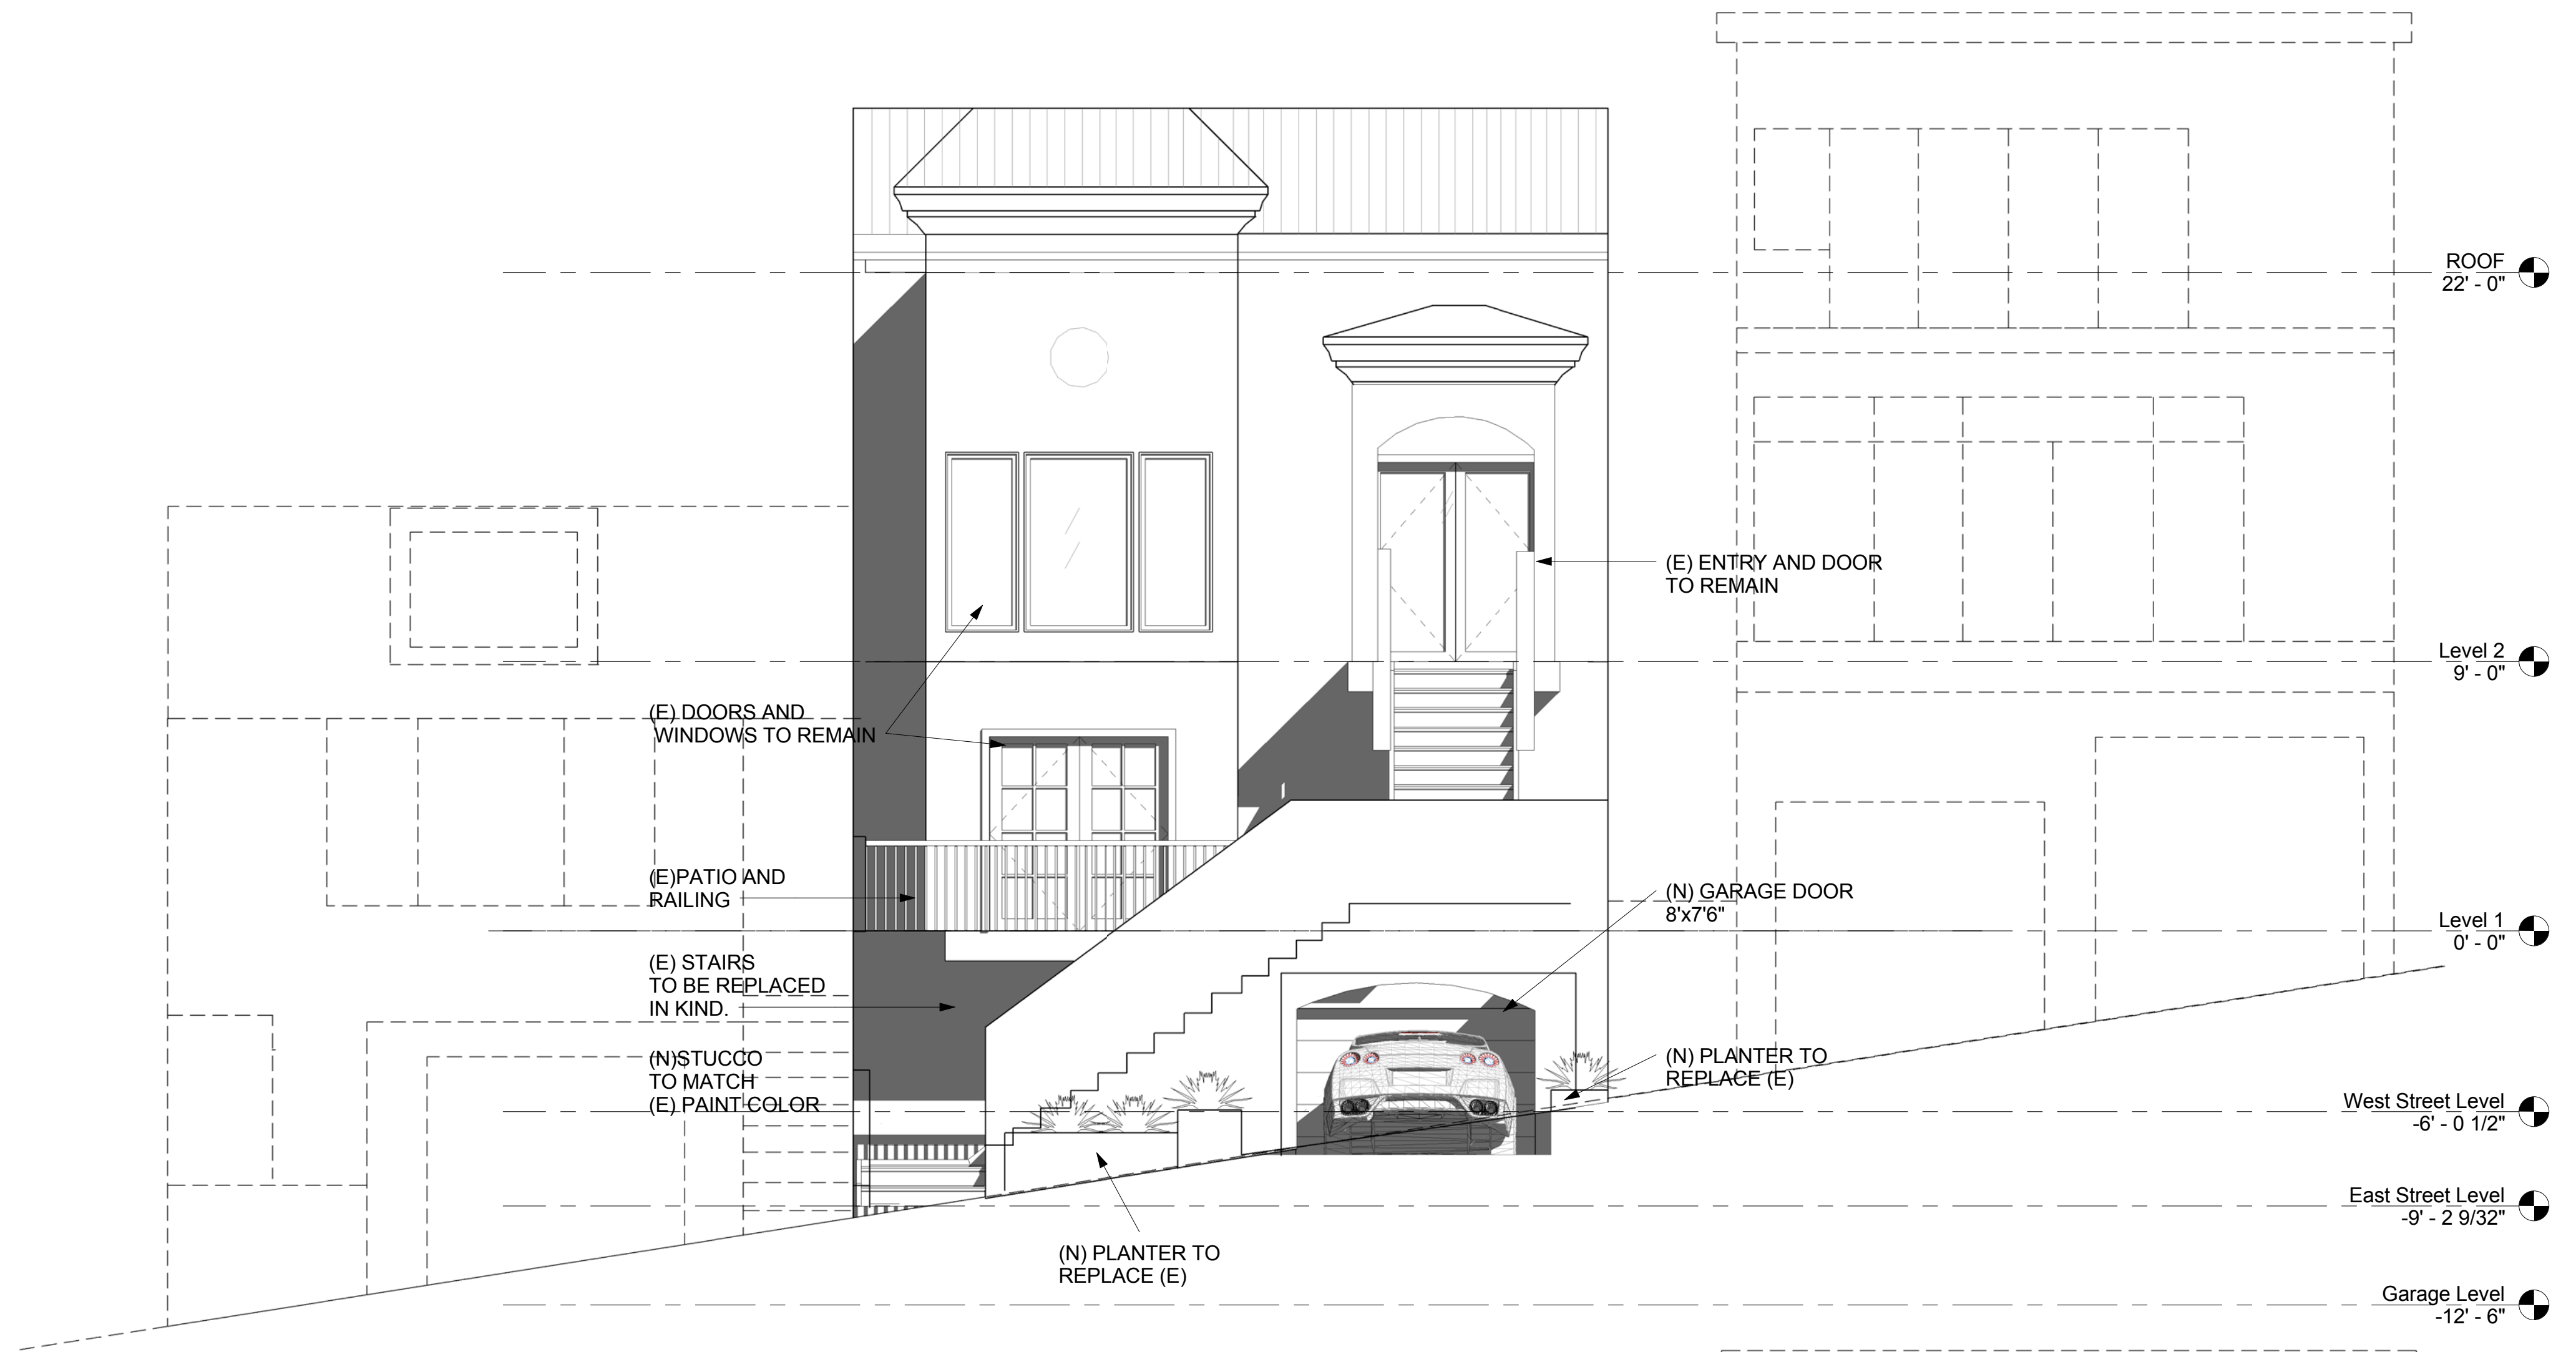 ROOF
22' - 0"
(E) ENTRY AND DOOR
TO REMAIN
Level 2
9' - 0"
(E) DOORS AND
WINDOWS TO REMAIN
(E)PATIO AND
RAILING
(N) GARAGE DOOR
8'x7'6"
Level 1
0' - 0"
(E) STAIRS
TO BE REPLACED
IN KIND.
(N)STUCCO
TO MATCH
(E) PAINT COLOR
(N) PLANTER TO
REPLACE (E)
West Street Level
-6' - 0 1/2"
East Street Level
-9' - 2 9/32"
(N) PLANTER TO
REPLACE (E)
Garage Level
-12' - 6"